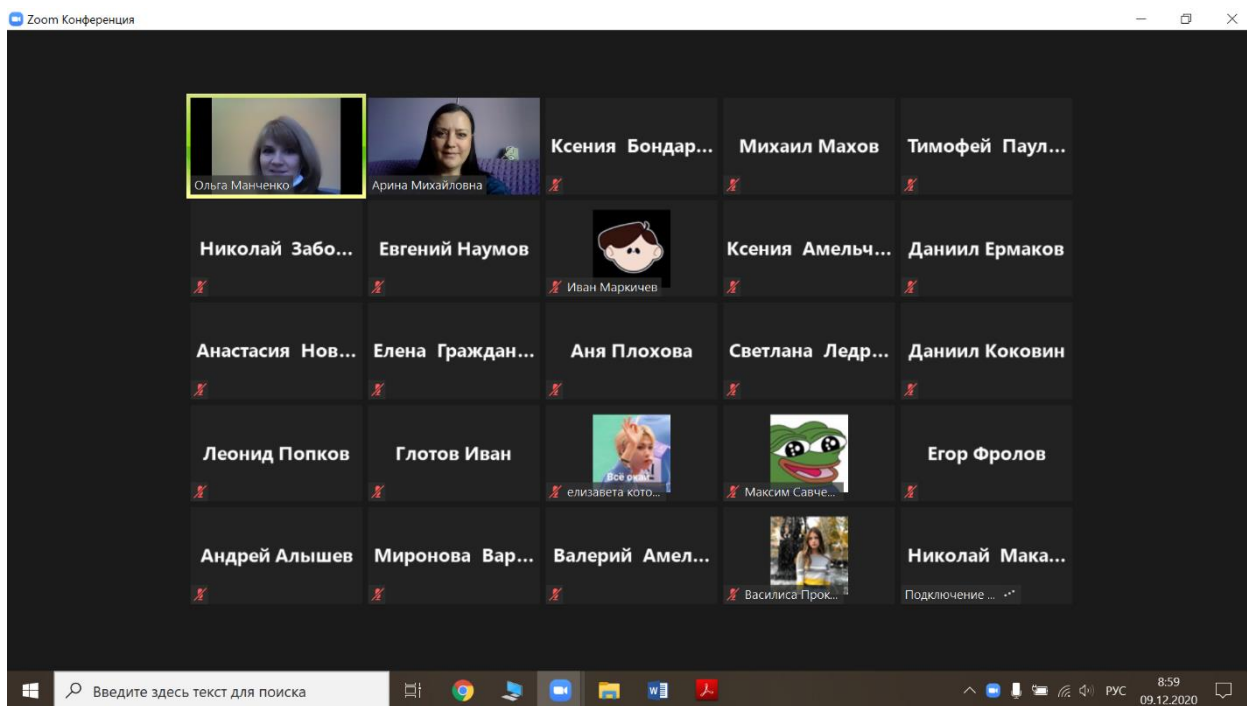 Zoom Конференция
Ольга Манченко
Арина Михайловна
Ксения Бондар...
Михаил Махов
Тимофей Паул...
Николай Забо...
Евгений Наумов
Иван Маркичев
Ксения Амельч...
Даниил Ермаков
Анастасия Нов...
Елена Граждан...
Аня Плохова
Светлана Ледр...
Даниил Коковин
Леонид Попков
Глотов Иван
Всё окай
елизавета кото...
Максим Савче...
Егор Фролов
Андрей Алышев
Миронова Вар...
Валерий Амел...
Василиса Прок...
Николай Мака...
Подключение ...
Введите здесь текст для поиска
РУС
8:59
09.12.2020